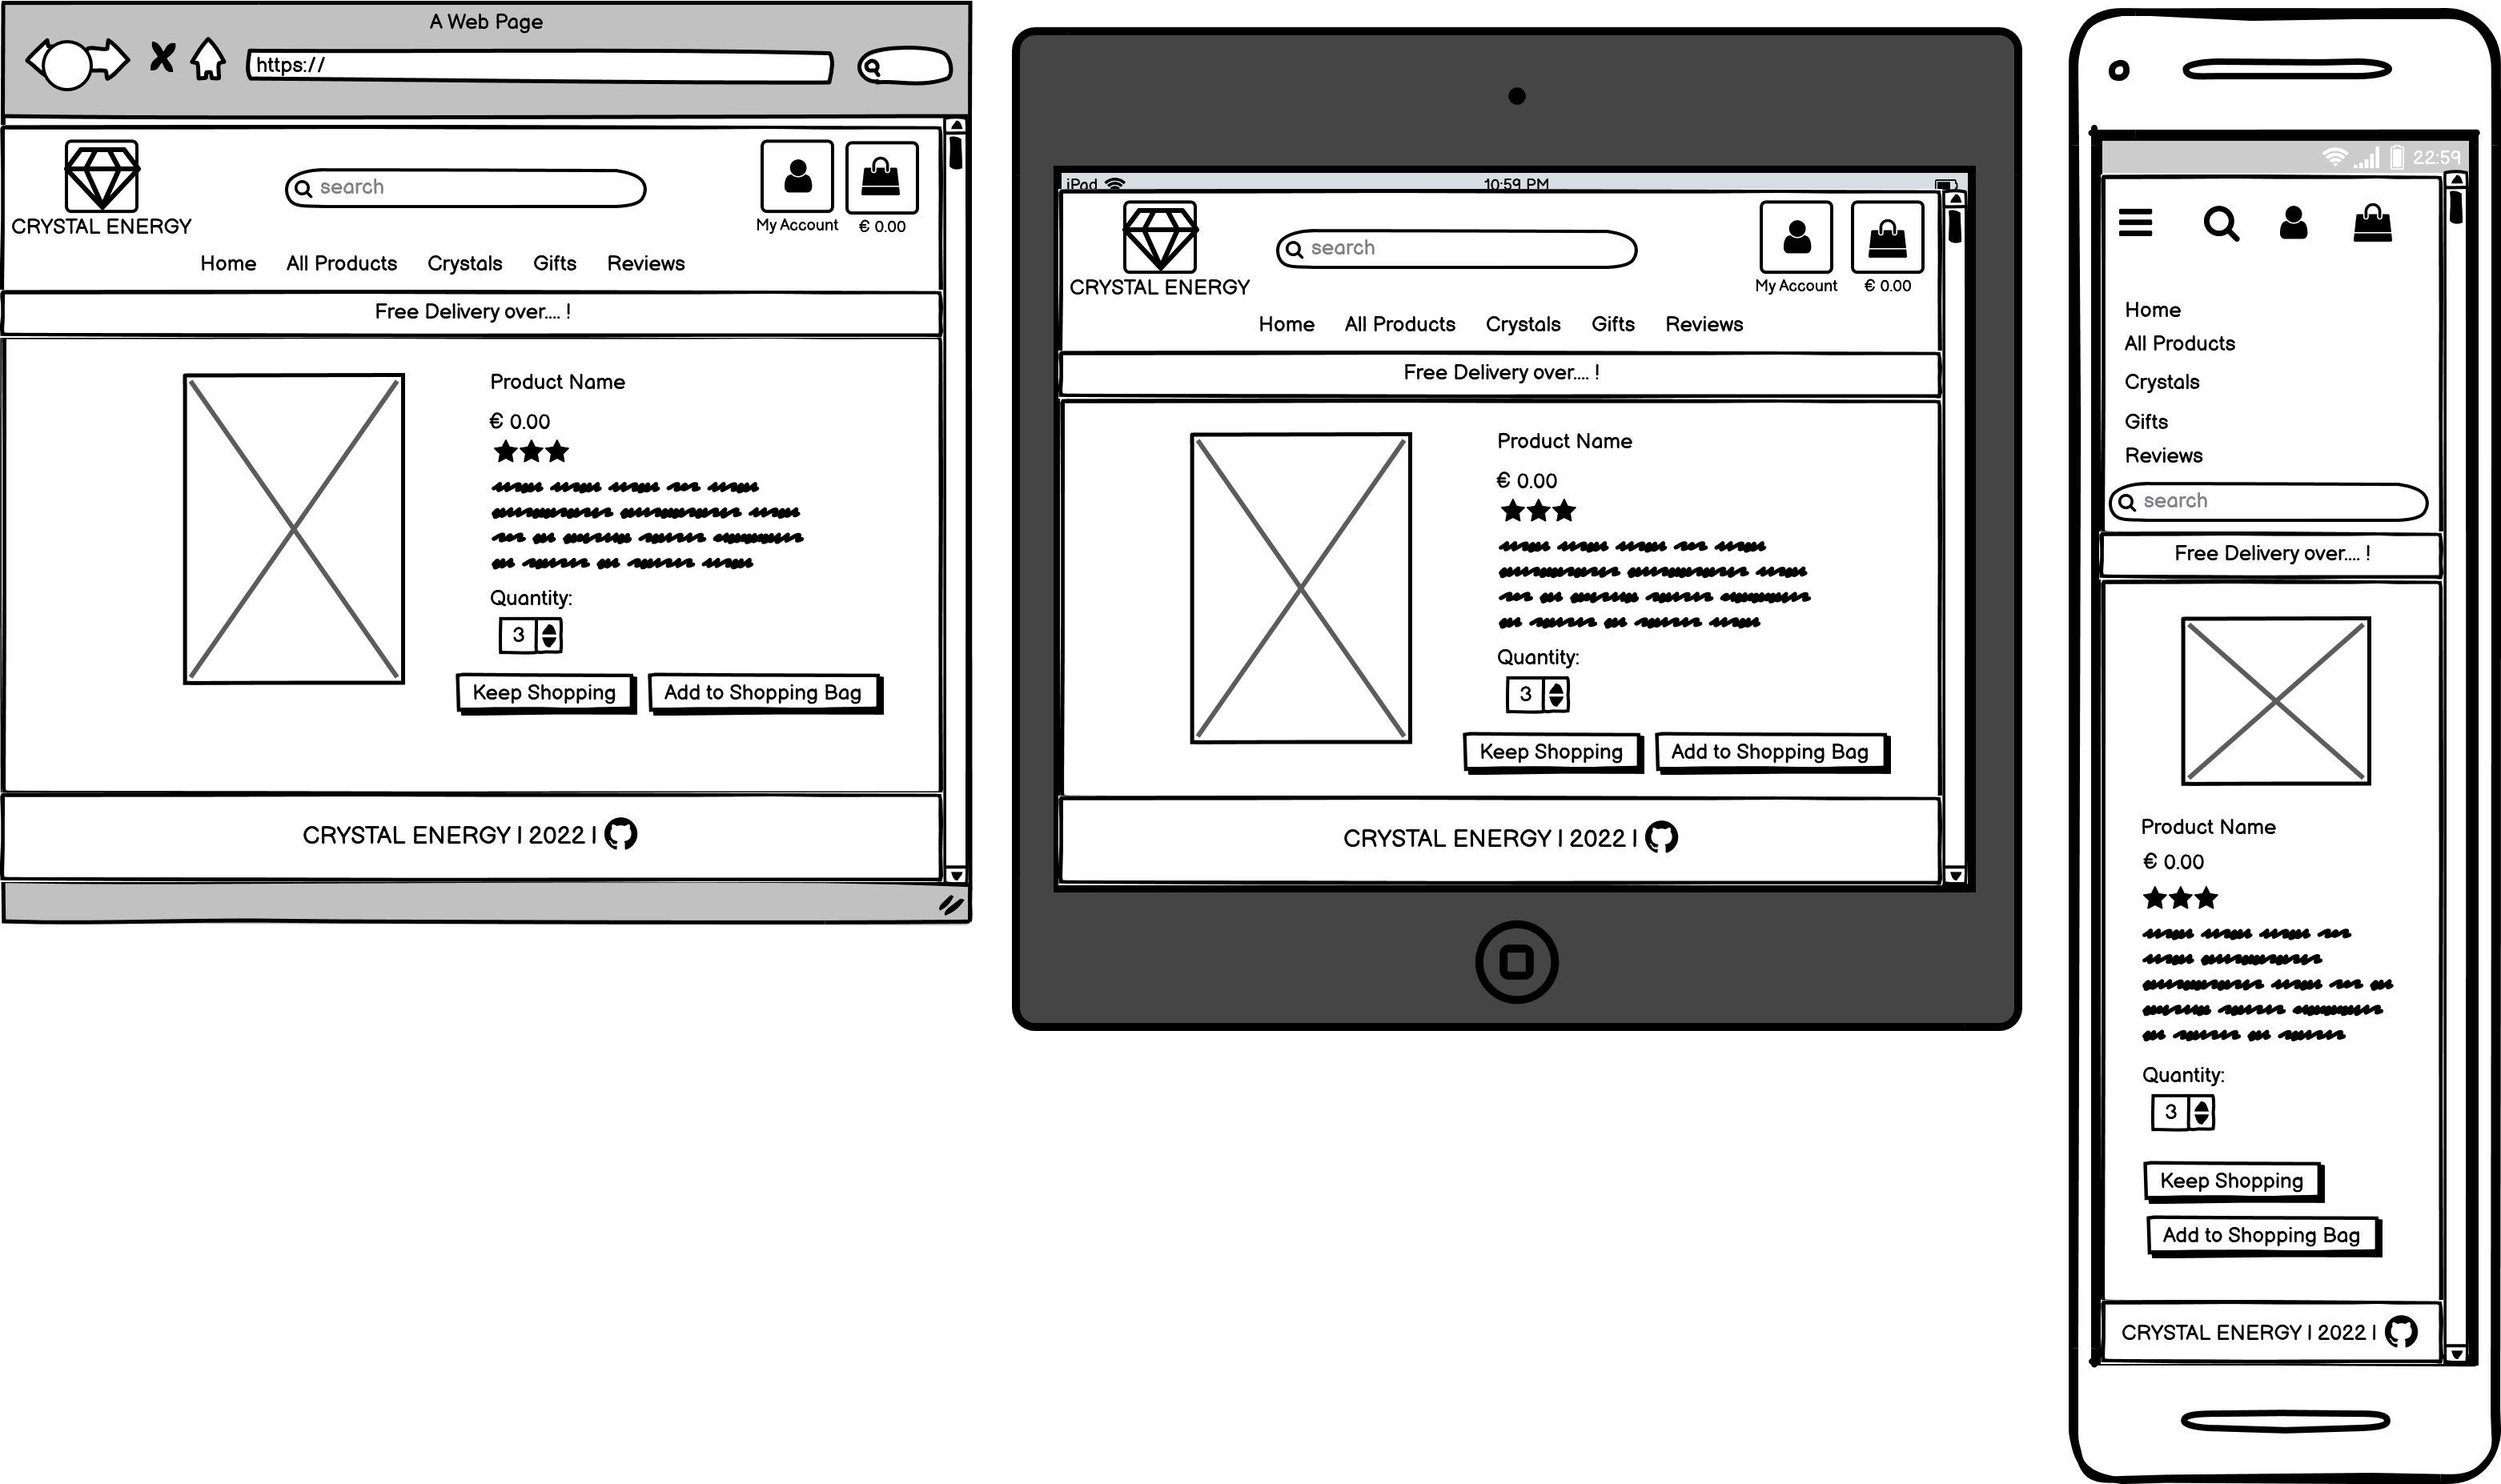 A Web Page
https://
search
CRYSTAL ENERGY
My Account
€ 0.00
Home All Products Crystals Gifts Reviews
Free Delivery over.... !
Product Name
€ 0.00
Quantity:
3
Keep Shopping Add to Shopping Bag
CRYSTAL ENERGY | 2022 |
iPad 10:59 PM
search
CRYSTAL ENERGY
My Account
€ 0.00
Home All Products Crystals Gifts Reviews
Free Delivery over.... !
Product Name
€ 0.00
Quantity:
3
Keep Shopping Add to Shopping Bag
CRYSTAL ENERGY | 2022 |
22:59
Home
All Products
Crystals
Gifts
Reviews
search
Free Delivery over.... !
Product Name
€ 0.00
Quantity:
3
Keep Shopping
Add to Shopping Bag
CRYSTAL ENERGY | 2022 |